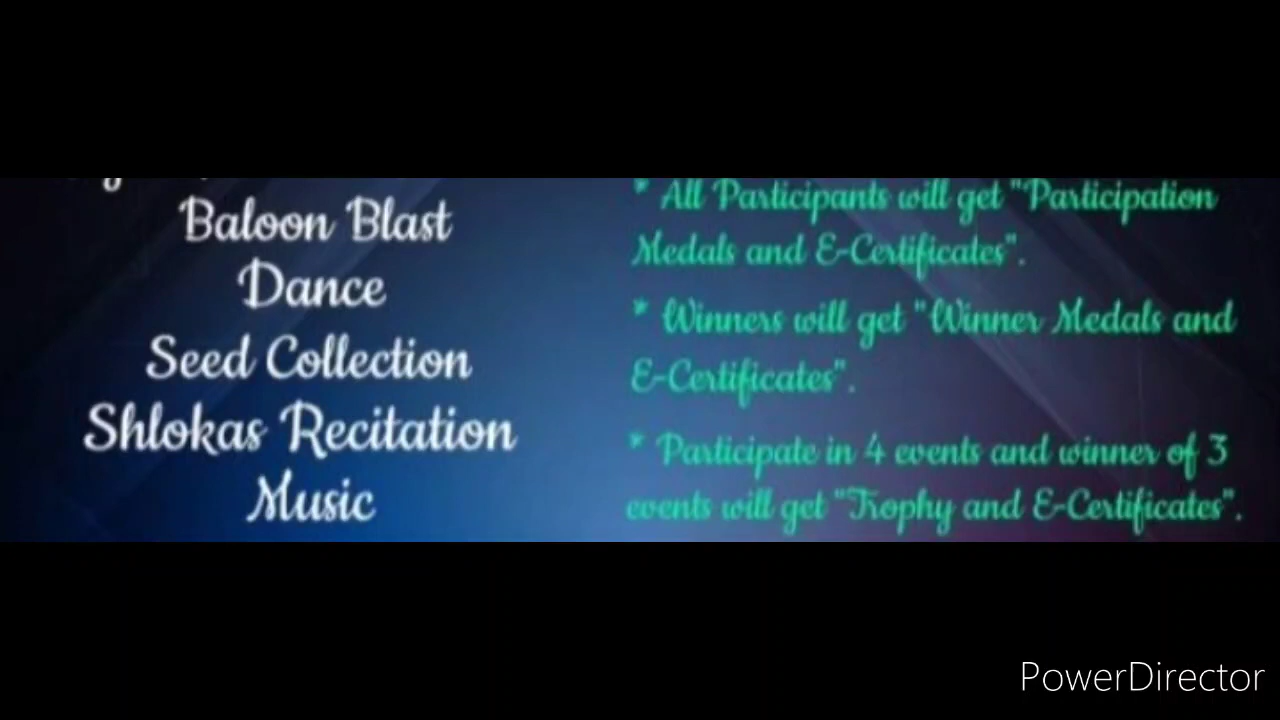 Baloon Blast
Dance
Seed Collection
Shlokas Recitation
Music
* All Participants will get "Participation
Medals and E-Certificates".
* Winners will get "Winner Medals and
E-Certificates".
* Participate in 4 events and winner of 3
events will get "Trophy and E-Certificates".
PowerDirector